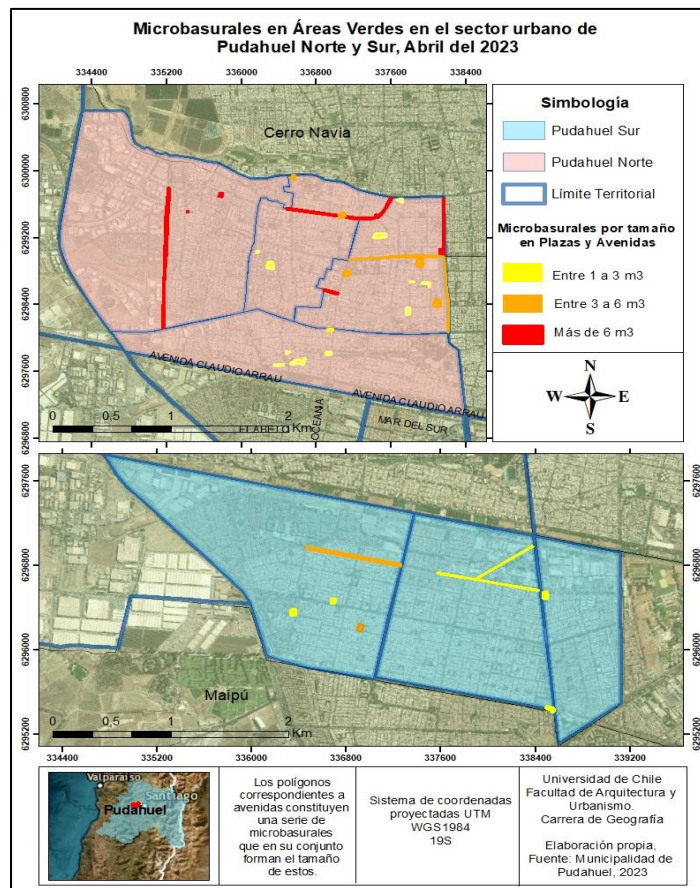 Microbasurales en Áreas Verdes en el sector urbano de
Pudahuel Norte y Sur, Abril del 2023
334400 335200 336000 336800 337600 338400
6300800
6300000
6299200
6298400
6297600
6296800
Cerro Navia
AVENIDA CLAUDIO ARRAU
AVENIDA CLAUDIO ARRAU
OCEANIA
MAR DEL SUR
0 0,5 1 2
Km
Simbología
Pudahuel Sur
Pudahuel Norte
Límite Territorial
Microbasurales por tamaño
en Plazas y Avenidas
Entre 1 a 3 m3
Entre 3 a 6 m3
Más de 6 m3
N
W E
S
6297600
6296800
6296000
6295200
6297600
6296800
6296000
6295200
Maipú
0 0,5 1 2
Km
334400 335200 336000 336800 337600 338400 339200
Valparaíso
Santiago
Pudahuel
Los polígonos
correspondientes a
avenidas constituyen
una serie de
microbasurales
que en su conjunto
forman el tamaño
de estos.
Sistema de coordenadas
proyectadas UTM
WGS1984
19S
Universidad de Chile
Facultad de Arquitectura y
Urbanismo.
Carrera de Geografía
Elaboración propia,
Fuente: Municipalidad de
Pudahuel, 2023